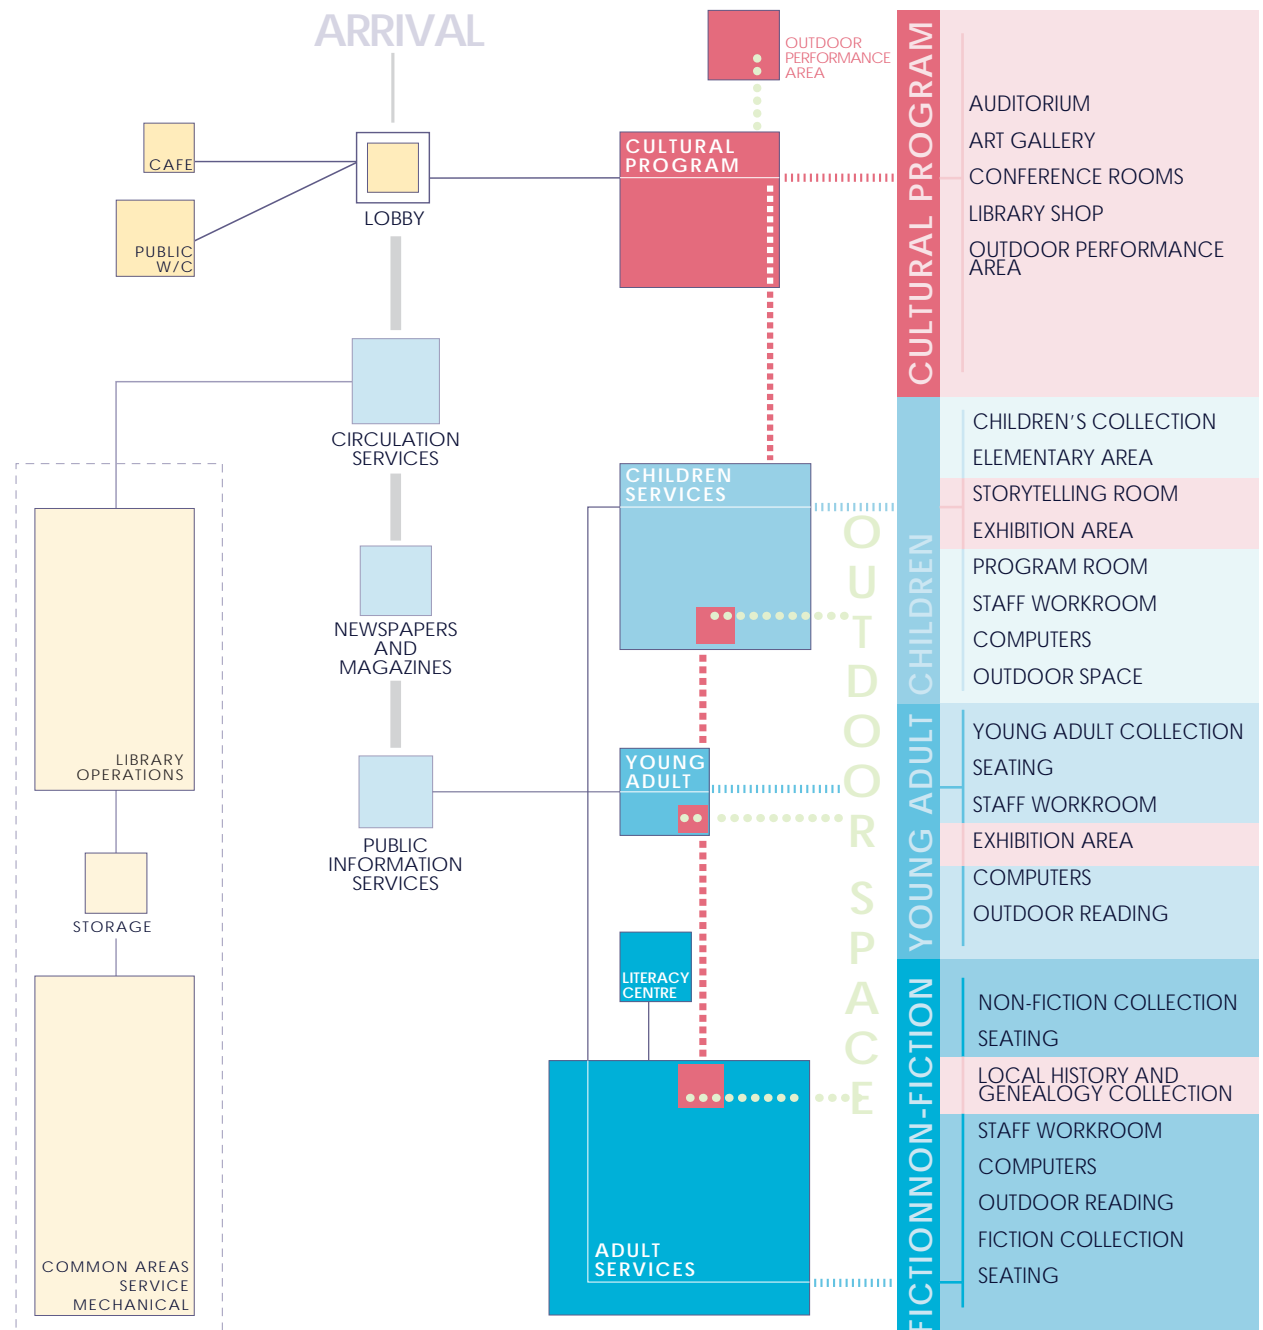 ARRIVAL
OUTDOOR
PERFORMANCE
AREA
CAFE
PUBLIC
W/C
LOBBY
CULTURAL
PROGRAM
CIRCULATION
SERVICES
NEWSPAPERS
AND
MAGAZINES
PUBLIC
INFORMATION
SERVICES
LIBRARY
OPERATIONS
STORAGE
COMMON AREAS
SERVICE
MECHANICAL
CHILDREN
SERVICES
YOUNG
ADULT
LITERACY
CENTRE
ADULT
SERVICES
OUTDOOR SPACE
CULTURAL PROGRAM
AUDITORIUM
ART GALLERY
CONFERENCE ROOMS
LIBRARY SHOP
OUTDOOR PERFORMANCE
AREA
CHILDREN
CHILDREN'S COLLECTION
ELEMENTARY AREA
STORYTELLING ROOM
EXHIBITION AREA
PROGRAM ROOM
STAFF WORKROOM
COMPUTERS
OUTDOOR SPACE
YOUNG ADULT
YOUNG ADULT COLLECTION
SEATING
STAFF WORKROOM
EXHIBITION AREA
COMPUTERS
OUTDOOR READING
FICTIONNON-FICTION
NON-FICTION COLLECTION
SEATING
LOCAL HISTORY AND
GENEALOGY COLLECTION
STAFF WORKROOM
COMPUTERS
OUTDOOR READING
FICTION COLLECTION
SEATING